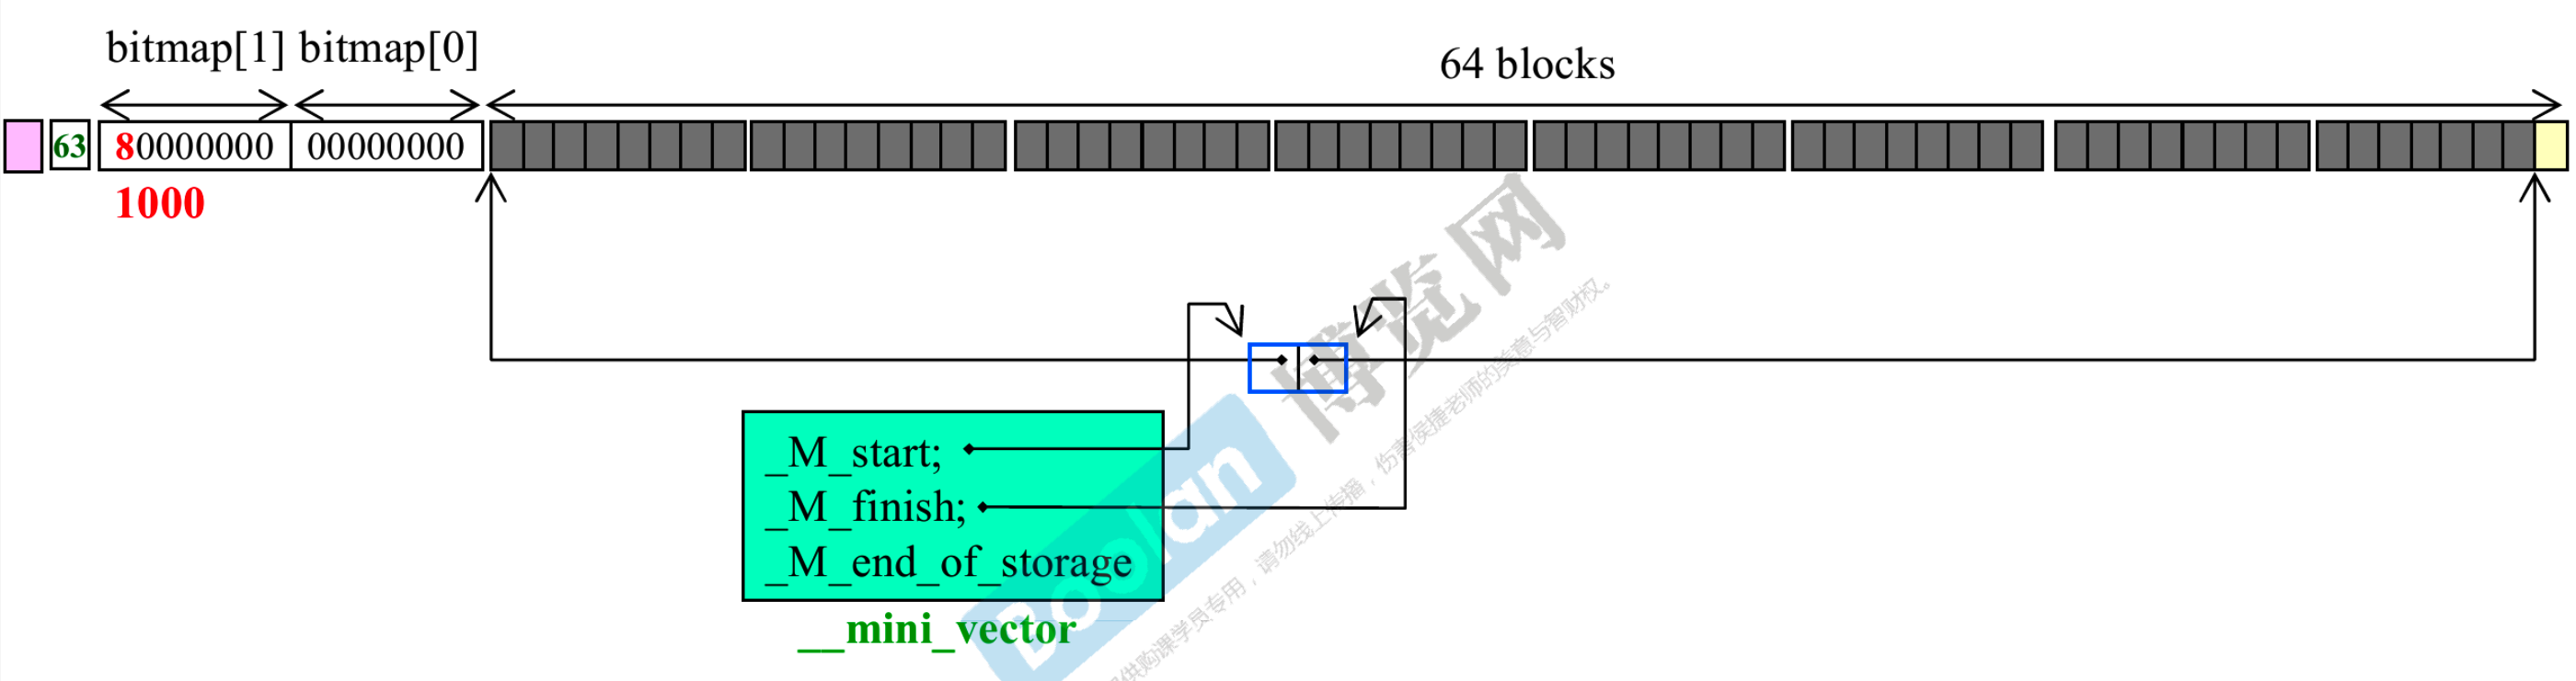 bitmap[1] bitmap[0]
64 blocks
63 80000000 00000000
1000
_M_start;
_M_finish;
_M_end_of_storage
__mini_vector
Boolan 博览网
仅供购课学员专用，请勿线上传播，伤害侯捷老师的美意与智财权。